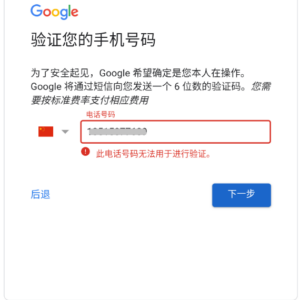 Google
验证您的手机号码
为了安全起见，Google 希望确定是您本人在操作。
Google 将通过短信向您发送一个 6 位数的验证码。您需
要按标准费率支付相应费用
电话号码
此电话号码无法用于进行验证。
后退
下一步